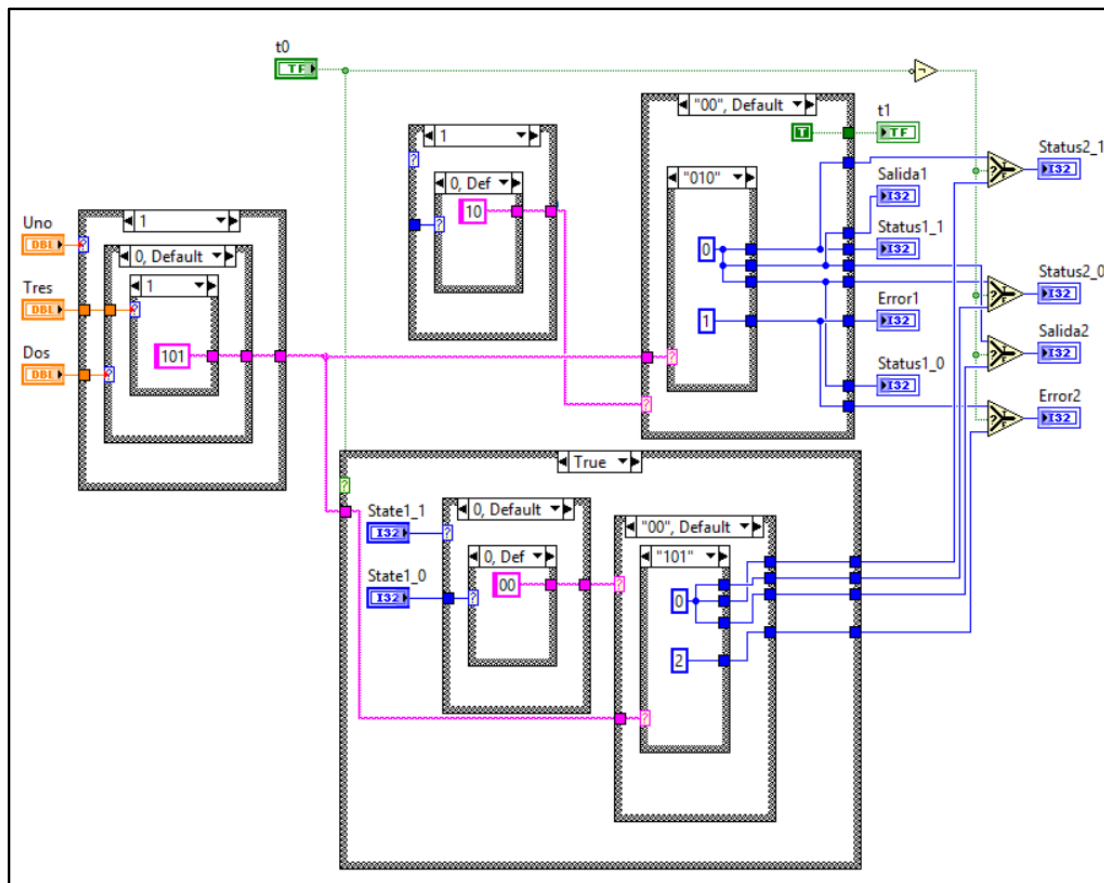 t0
TF
"00", Default
t1
T
TF
1
0, Def
10
"010"
0
1
Status2_1
I32
Salida1
I32
Status1_1
I32
Status2_0
I32
Error1
I32
Salida2
I32
Status1_0
I32
Error2
I32
Uno
DBL
Tres
DBL
Dos
DBL
1
0, Default
1
101
True
State1_1
I32
State1_0
I32
0, Default
0, Def
00
"00", Default
"101"
0
2